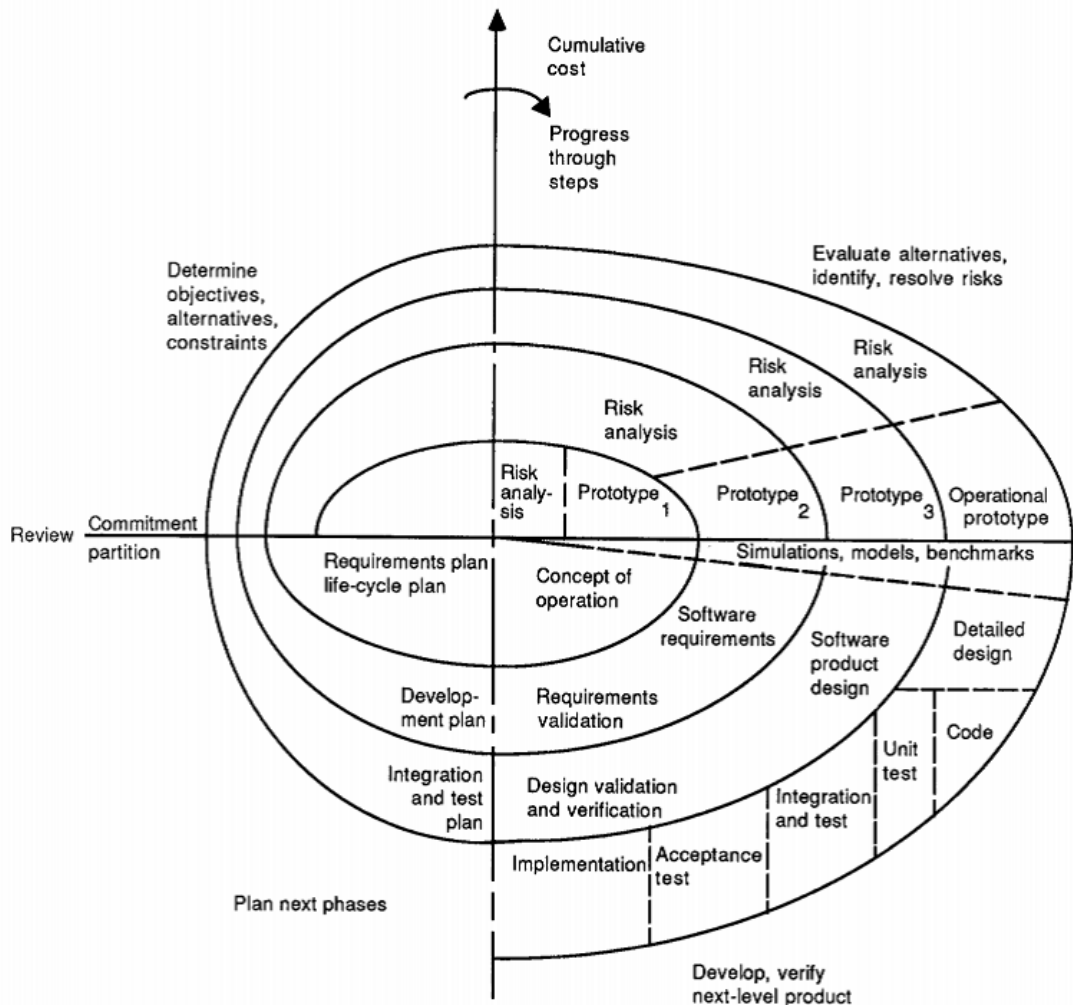 Cumulative
cost
Progress
through
steps
Determine
objectives,
alternatives,
constraints
Evaluate alternatives,
identify, resolve risks
Risk
analysis
Risk
analysis
Risk
analysis
Risk
analy-
sis
Prototype
1
Prototype
2
Prototype
3
Operational
prototype
Review
Commitment
partition
Simulations, models, benchmarks
Requirements plan
life-cycle plan
Concept of
operation
Software
requirements
Software
product
design
Detailed
design
Develop-
ment plan
Requirements
validation
Code
Unit
test
Integration
and test
plan
Design validation
and verification
Integration
and test
Acceptance
test
Implementation
Plan next phases
Develop, verify
next-level product